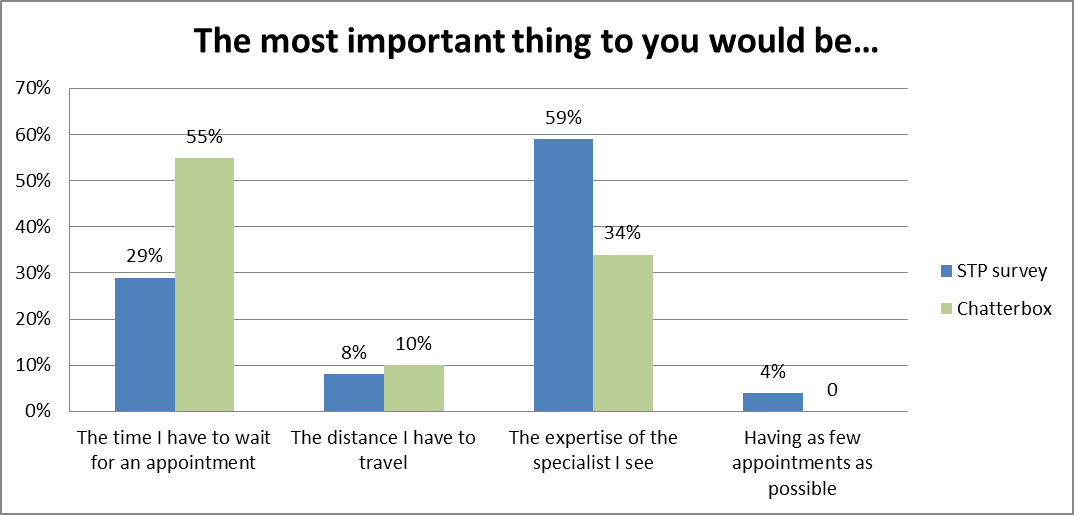 The most important thing to you would be...
70%
60%
50%
40%
30%
20%
10%
0%
29%
55%
8%
10%
59%
34%
4%
0
The time I have to wait
for an appointment
The distance I have to
travel
The expertise of the
specialist I see
Having as few
appointments as
possible
STP survey
Chatterbox